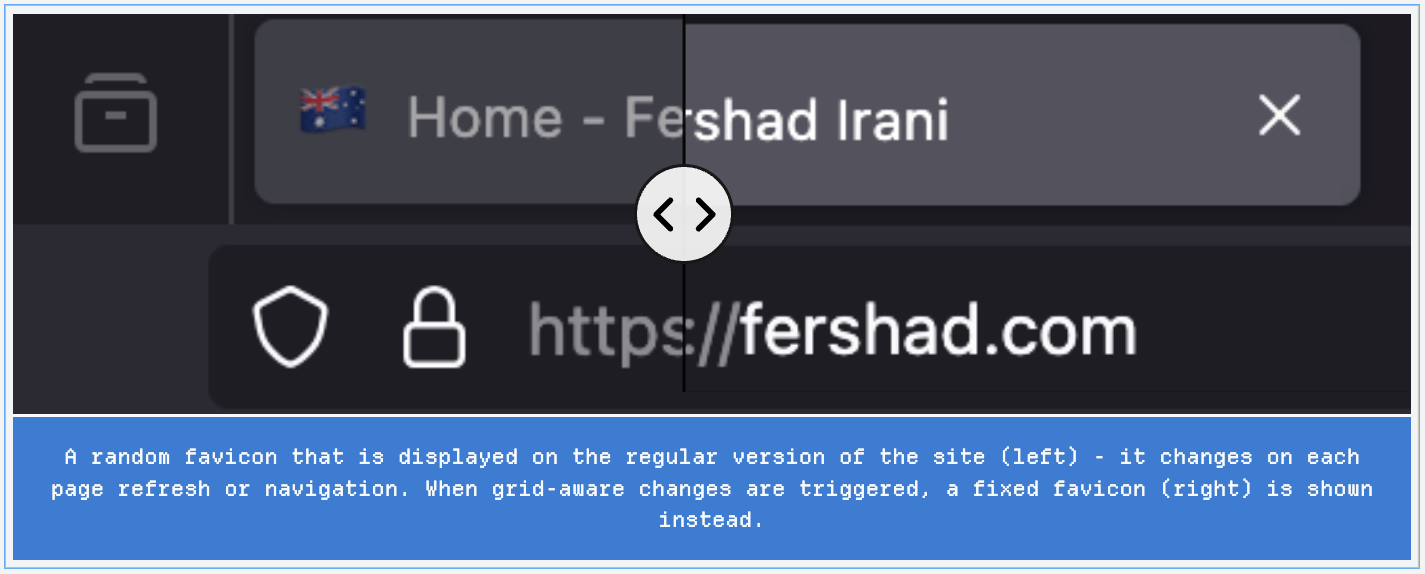 Home - Fershad Irani
https://fershad.com
A random favicon that is displayed on the regular version of the site (left) - it changes on each
page refresh or navigation. When grid-aware changes are triggered, a fixed favicon (right) is shown
instead.